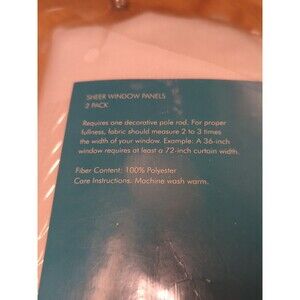 SHEER WINDOW PANELS
2 PACK
Requires one decorative pole rod. For proper
fullness, fabric should measure 2 to 3 times
the width of your window. Example: A 36-inch
window requires at least a 72-inch curtain width.
Fiber Content: 100% Polyester
Care Instructions: Machine wash warm.